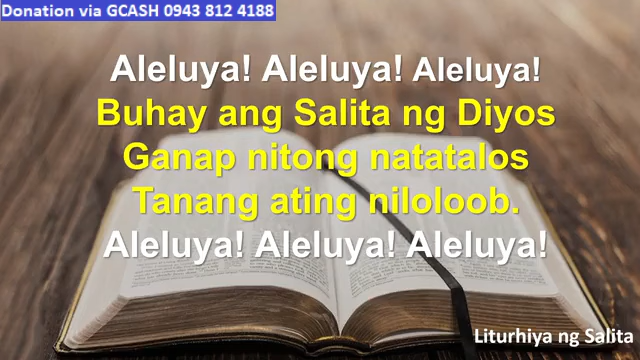 Donation via GCASH 0943 812 4188
Aleluya! Aleluya! Aleluya!
Buhay ang Salita ng Diyos
Ganap nitong natatalos
Tanang ating niloloob.
Aleluya! Aleluya! Aleluya!
Liturhiya ng Salita